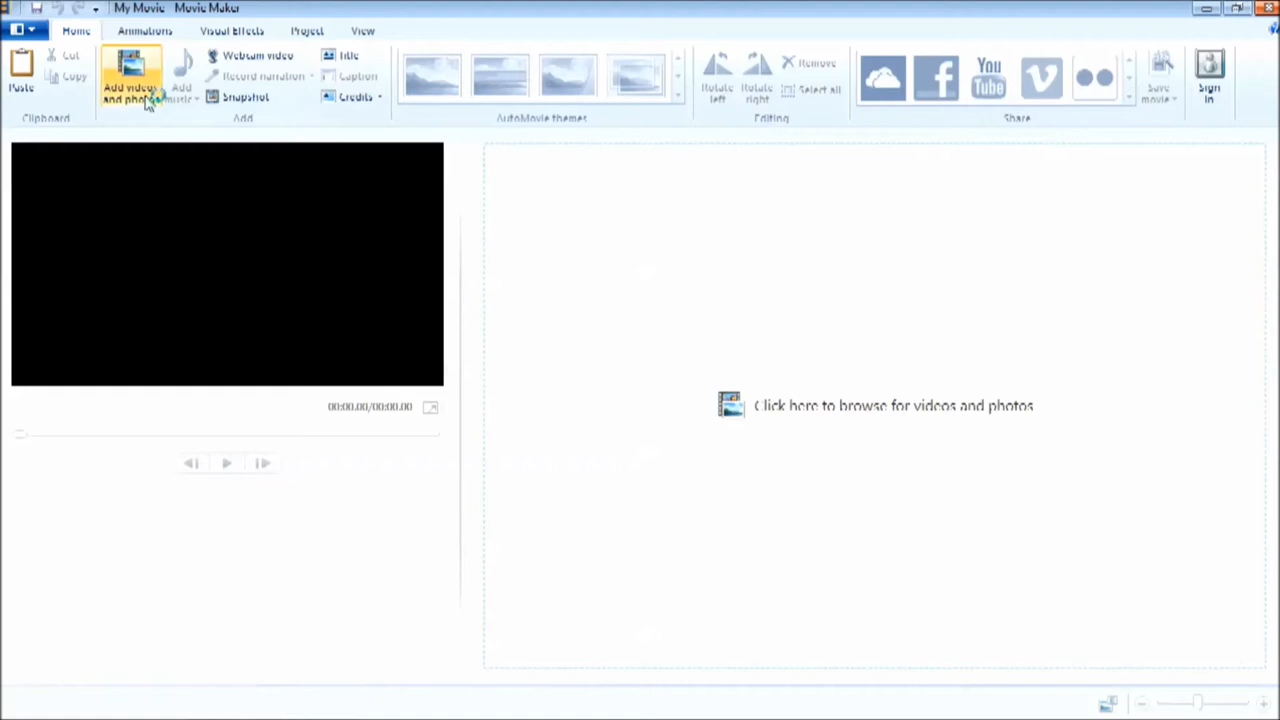 My Movie Movie Maker
Home Animations Visual Effects Project View
Paste
Cut
Copy
Clipboard
Add videos
and photos
Add
music
Webcam video
Record narration
Snapshot
Title
Caption
Credits
Add
AutoMovie themes
Rotate
left
Rotate
right
Remove
Select all
Editing
You
Tube
Share
Save
movie
Sign
in
00:00.00/00:00.00
Click here to browse for videos and photos